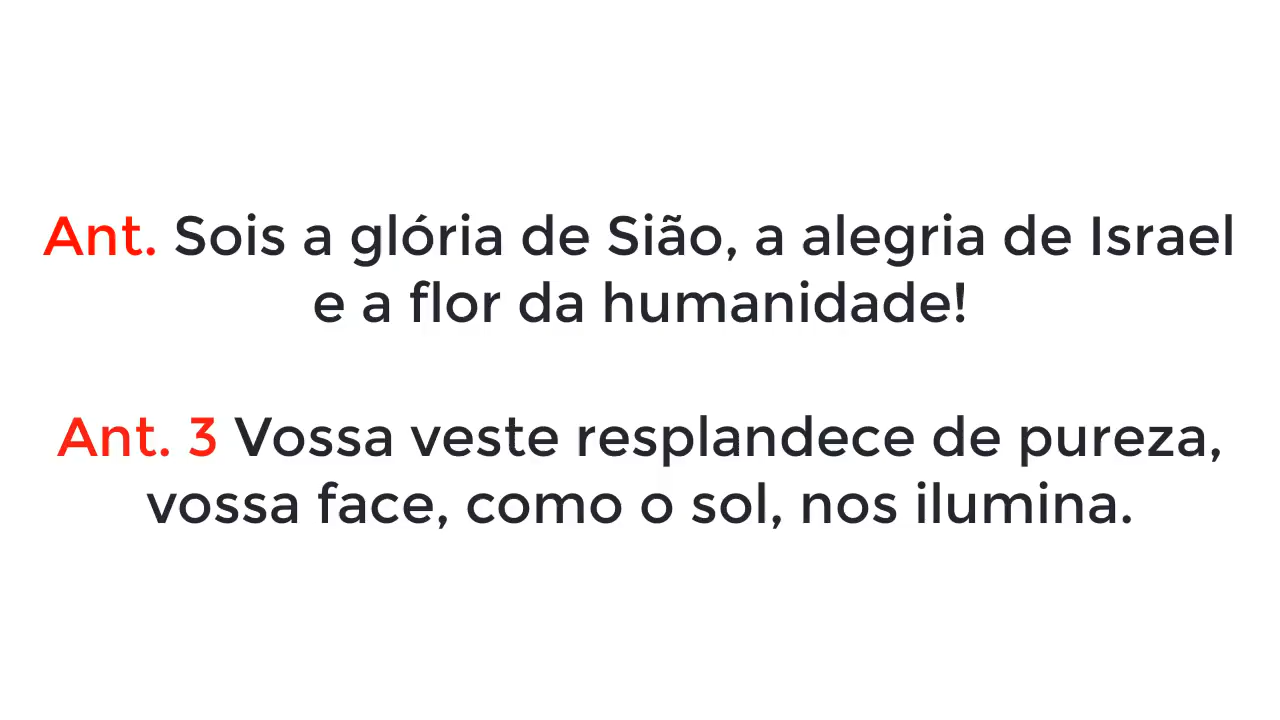 Ant. Sois a glória de Sião, a alegria de Israel
e a flor da humanidade!
Ant. 3 Vossa veste resplandece de pureza,
vossa face, como o sol, nos ilumina.